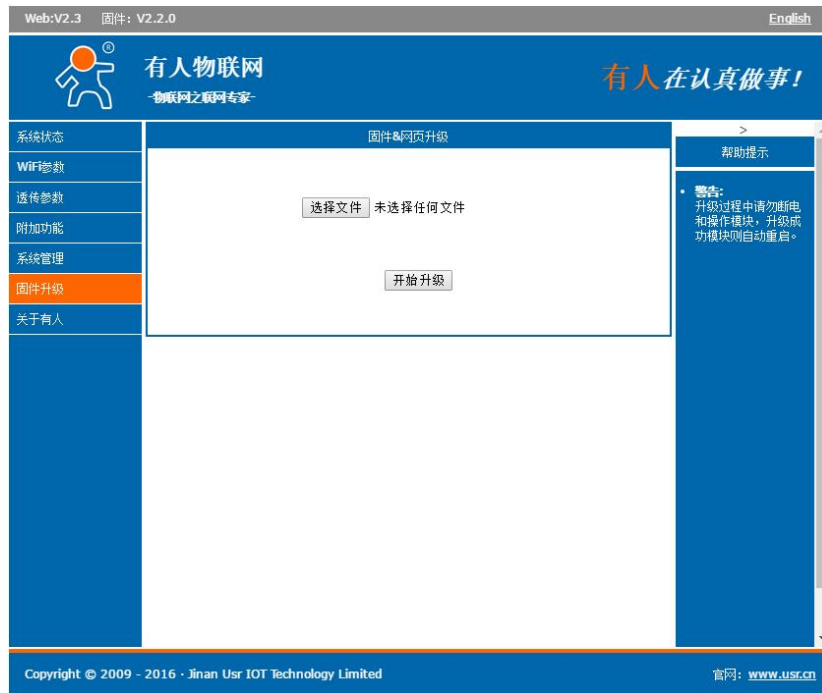 Web:V2.3 固件：V2.2.0 English
®
有人物联网
-物联网之联网专家-
有人在认真做事!
系统状态
WiFi参数
透传参数
附加功能
系统管理
固件升级
关于有人
固件&网页升级
选择文件 未选择任何文件
开始升级
>
帮助提示
• 警告:
升级过程中请勿断电
和操作模块，升级成
功模块则自动重启。
Copyright © 2009 - 2016 · Jinan Usr IOT Technology Limited 官网：www.usr.cn